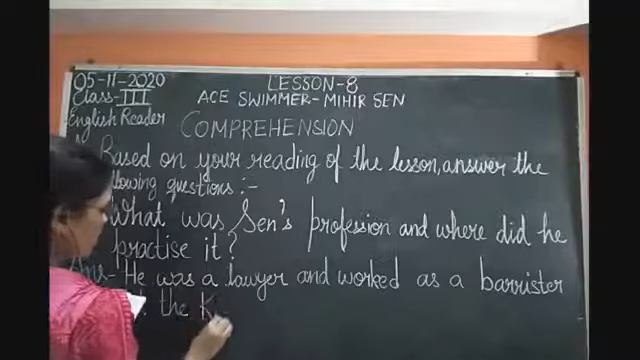 05-11-2020
LESSON-8
Class-III
ACE SWIMMER-MIHIR SEN
English Reader
COMPREHENSION
Based on your reading of the lesson, answer the
questions :-
What was Sen's profession and where did he
practise it?
Ans- He was a lawyer and worked as a barrister
the